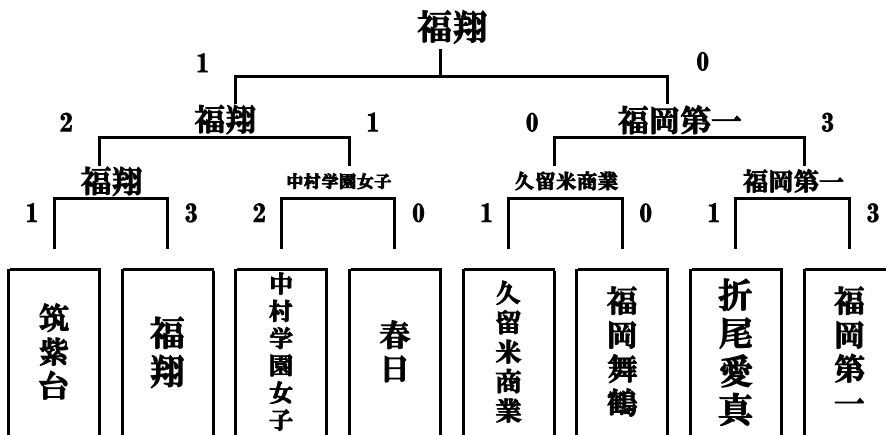 福翔
1 0
福翔 福岡第一
2 1 0 3
福翔 中村学園女子 久留米商業 福岡第一
1 3 2 0 1 0 1 3
筑紫台
福翔
中村学園女子
春日
久留米商業
福岡舞鶴
折尾愛真
福岡第一